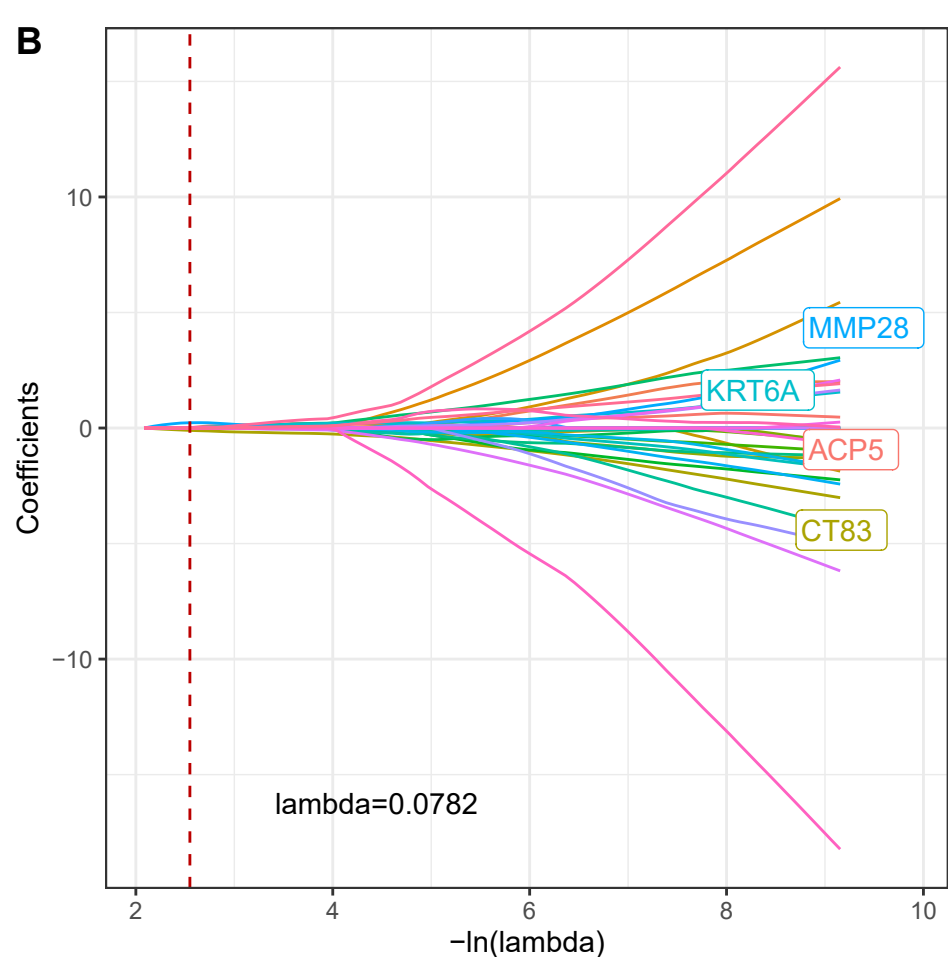 B
Coefficients
10
0
−10
MMP28
KRT6A
ACP5
CT83
lambda=0.0782
2 4 6 8 10
−ln(lambda)